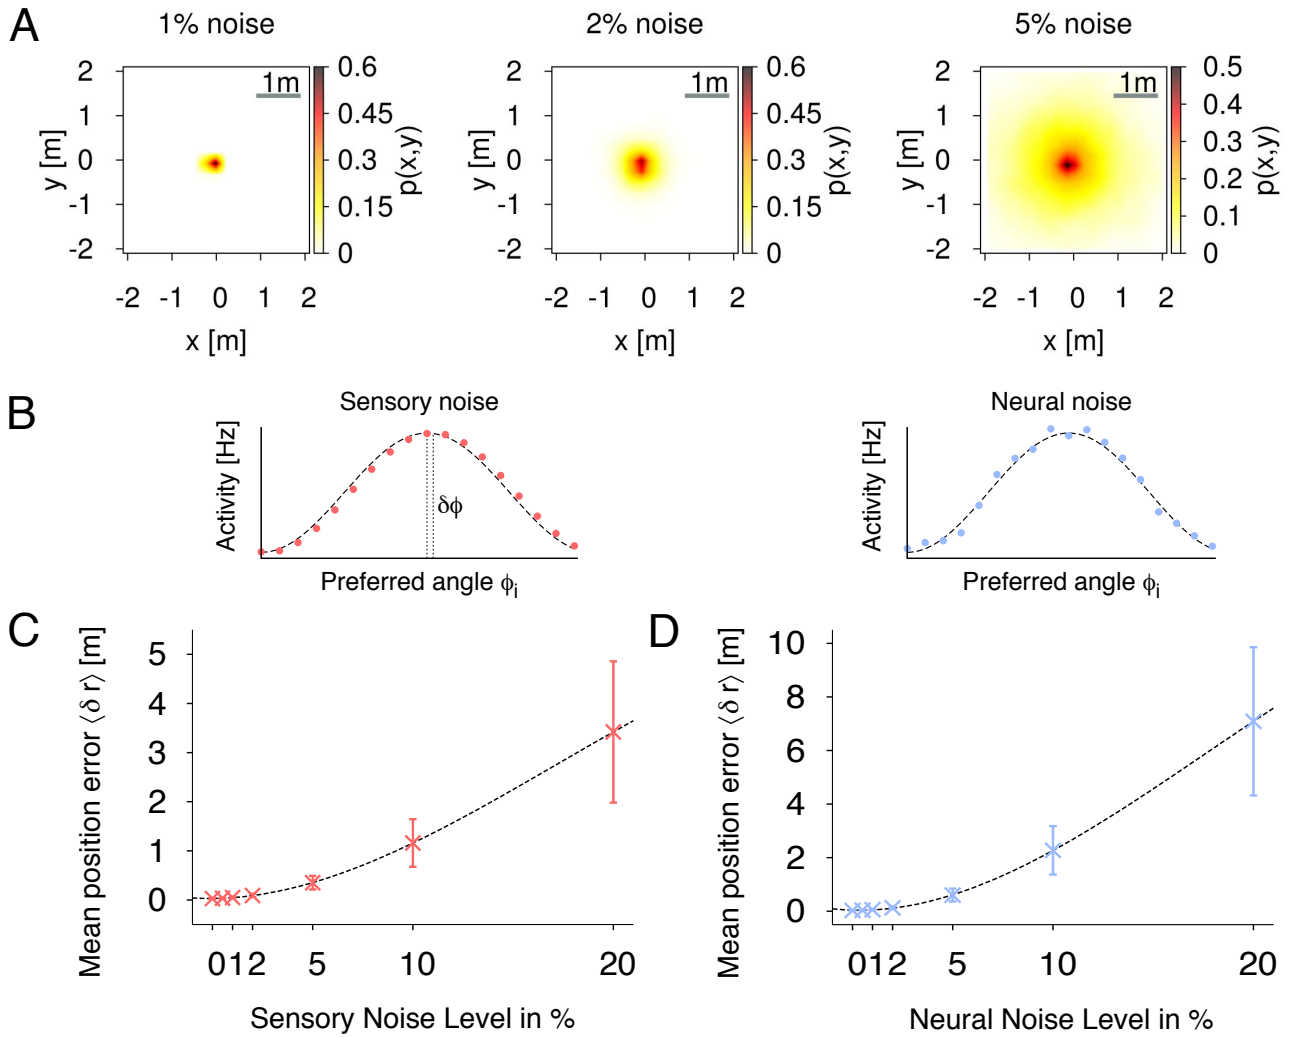 A
1% noise
2% noise
5% noise
y [m]
2
1
0
-1
-2
1m
0.6
0.45
0.3
0.15
0
p(x,y)
-2 -1 0 1 2
x [m]
y [m]
2
1
0
-1
-2
1m
0.6
0.45
0.3
0.15
0
p(x,y)
-2 -1 0 1 2
x [m]
y [m]
2
1
0
-1
-2
1m
0.5
0.4
0.3
0.2
0.1
0
p(x,y)
-2 -1 0 1 2
x [m]
B
Sensory noise
Activity [Hz]
δϕ
Preferred angle ϕi
Neural noise
Activity [Hz]
Preferred angle ϕi
C
Mean position error ⟨δ r⟩ [m]
5
4
3
2
1
0
0 1 2 5 10 20
Sensory Noise Level in %
D
Mean position error ⟨δ r⟩ [m]
10
8
6
4
2
0
0 1 2 5 10 20
Neural Noise Level in %